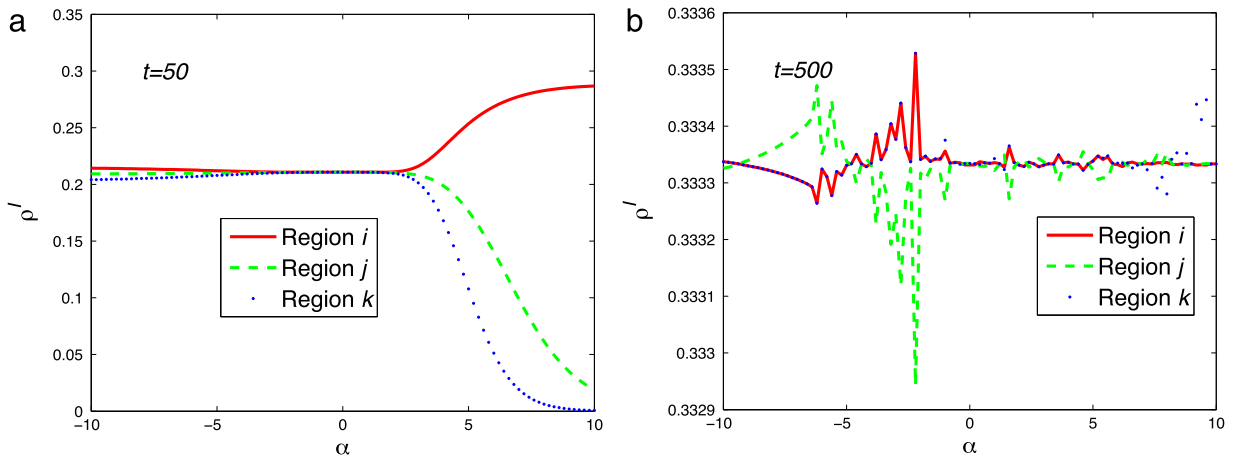 a
0.35
0.3
0.25
0.2
0.15
0.1
0.05
0
−10
−5
0
5
10
ρ^I
α
t=50
Region i
Region j
Region k
b
0.3336
0.3335
0.3334
0.3333
0.3332
0.3331
0.333
0.3329
−10
−5
0
5
10
ρ^I
α
t=500
Region i
Region j
Region k